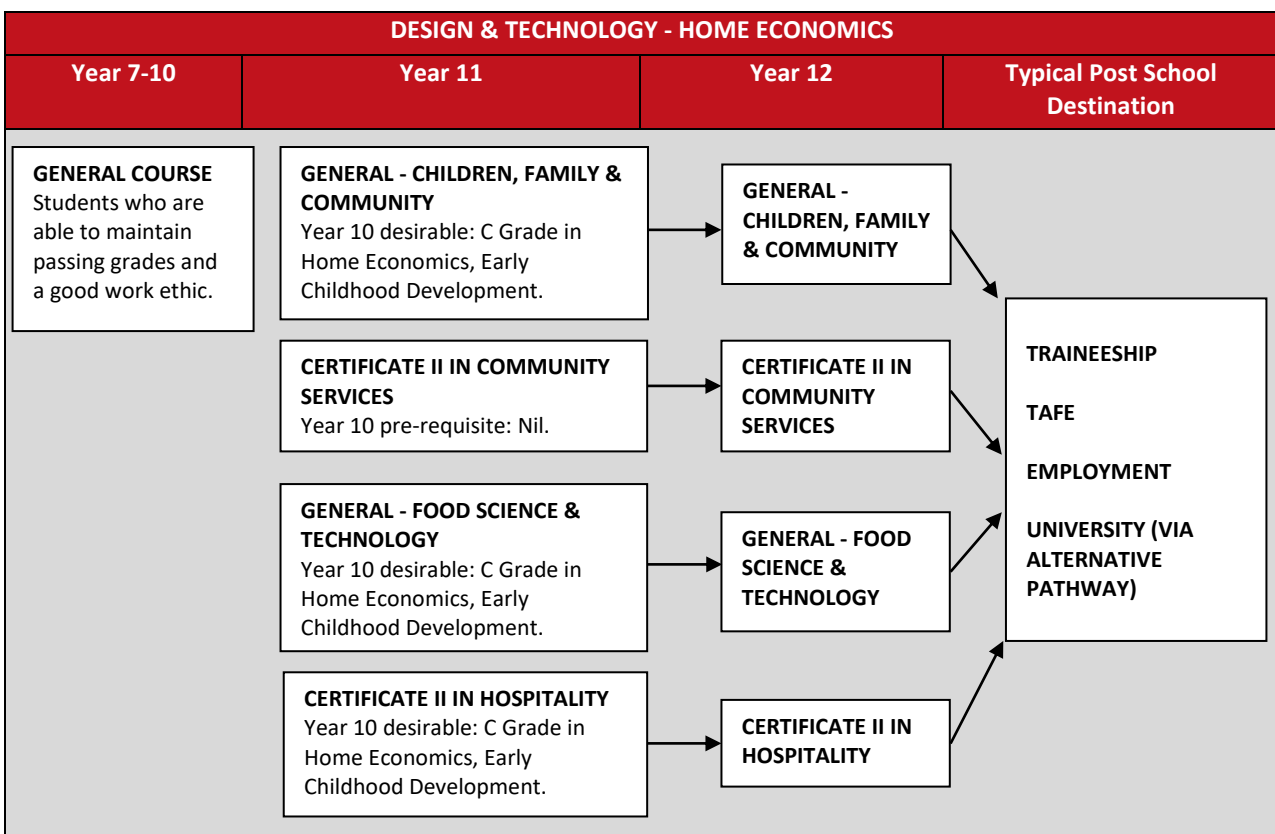 DESIGN & TECHNOLOGY - HOME ECONOMICS
Year 7-10
Year 11
Year 12
Typical Post School
Destination
GENERAL COURSE
Students who are
able to maintain
passing grades and
a good work ethic.
GENERAL - CHILDREN, FAMILY &
COMMUNITY
Year 10 desirable: C Grade in
Home Economics, Early
Childhood Development.
GENERAL -
CHILDREN, FAMILY
& COMMUNITY
CERTIFICATE II IN COMMUNITY
SERVICES
Year 10 pre-requisite: Nil.
CERTIFICATE II IN
COMMUNITY
SERVICES
GENERAL - FOOD SCIENCE &
TECHNOLOGY
Year 10 desirable: C Grade in
Home Economics, Early
Childhood Development.
GENERAL - FOOD
SCIENCE &
TECHNOLOGY
CERTIFICATE II IN HOSPITALITY
Year 10 desirable: C Grade in
Home Economics, Early
Childhood Development.
CERTIFICATE II IN
HOSPITALITY
TRAINEESHIP
TAFE
EMPLOYMENT
UNIVERSITY (VIA
ALTERNATIVE
PATHWAY)